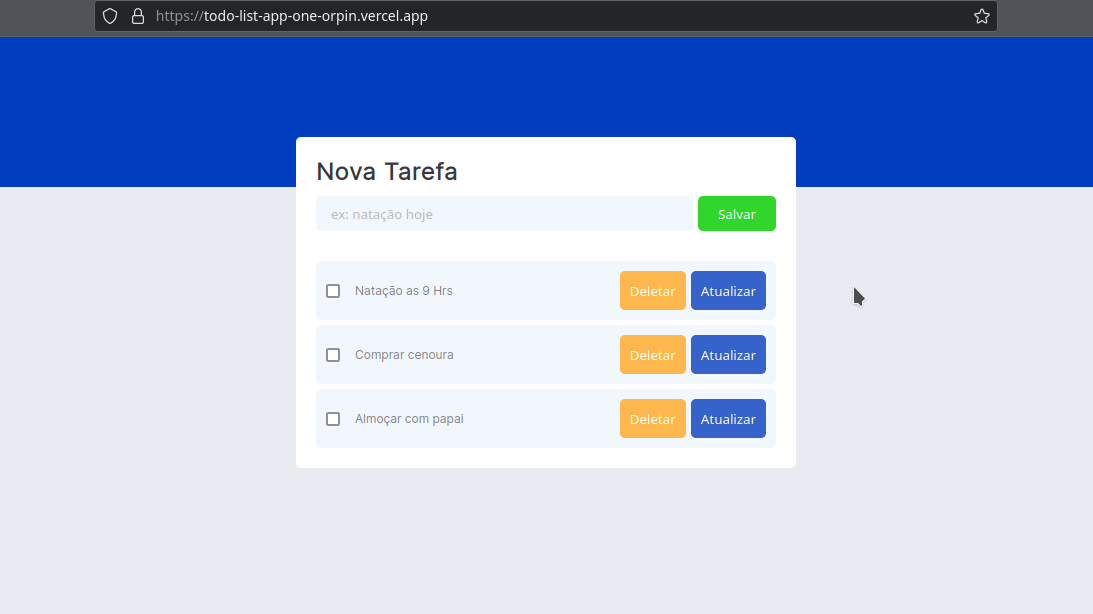 https://todo-list-app-one-orpin.vercel.app
Nova Tarefa
ex: natação hoje
Salvar
Natação as 9 Hrs
Deletar
Atualizar
Comprar cenoura
Deletar
Atualizar
Almoçar com papai
Deletar
Atualizar